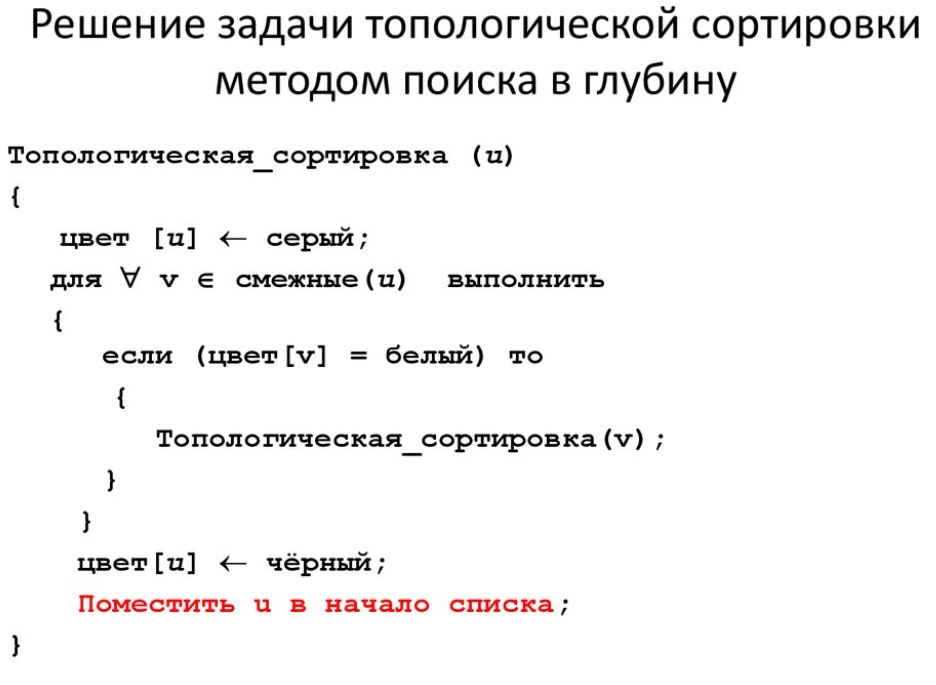 Решение задачи топологической сортировки
методом поиска в глубину
Топологическая_сортировка (u)
{
цвет [u] ← серый;
для ∀ v ∈ смежные(u) выполнить
{
если (цвет[v] = белый) то
{
Топологическая_сортировка(v);
}
}
цвет[u] ← чёрный;
Поместить u в начало списка;
}